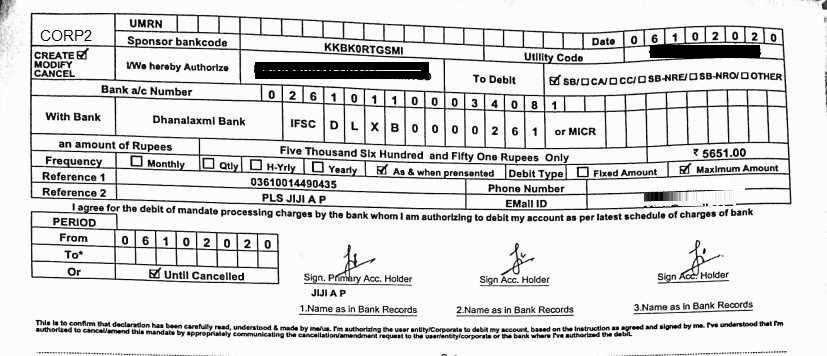 CORP2 UMRN Date 0 6 1 0 2 0 2 0
Sponsor bankcode KKBK0RTGSMI Utility Code
CREATE ☑
MODIFY
CANCEL
I/We hereby Authorize To Debit ☑ SB/ ☐ CA/ ☐ CC/ ☐ SB-NRE/ ☐ SB-NRO/ ☐ OTHER
Bank a/c Number 0 2 6 1 0 1 1 0 0 0 3 4 0 8 1
With Bank Dhanalaxmi Bank IFSC D L X B 0 0 0 0 2 6 1 or MICR
an amount of Rupees Five Thousand Six Hundred and Fifty One Rupees Only ₹ 5651.00
Frequency ☐ Monthly ☐ Qtly ☐ H-Yrly ☐ Yearly ☑ As & when prensented Debit Type ☐ Fixed Amount ☑ Maximum Amount
Reference 1 03610014490435 Phone Number
Reference 2 PLS JIJI A P EMail ID
I agree for the debit of mandate processing charges by the bank whom I am authorizing to debit my account as per latest schedule of charges of bank
PERIOD
From 0 6 1 0 2 0 2 0
To*
Or ☑ Until Cancelled
Sign. Primary Acc. Holder Sign Acc. Holder Sign Acc. Holder
JIJI A P
1.Name as in Bank Records 2.Name as in Bank Records 3.Name as in Bank Records
This is to confirm that declaration has been carefully read, understood & made by me/us. I'm authorizing the user entity/Corporate to debit my account, based on the instruction as agreed and signed by me. I've understood that I'm
authorized to cancel/amend this mandate by appropriately communicating the cancellation/amendment request to the user/entity/corporate or the bank where I've authorized the debit.